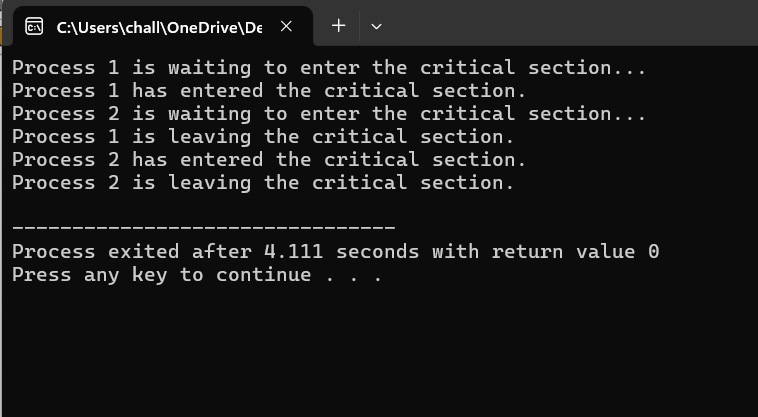 C:\Users\chall\OneDrive\De
Process 1 is waiting to enter the critical section...
Process 1 has entered the critical section.
Process 2 is waiting to enter the critical section...
Process 1 is leaving the critical section.
Process 2 has entered the critical section.
Process 2 is leaving the critical section.
--------------------------------
Process exited after 4.111 seconds with return value 0
Press any key to continue . . .